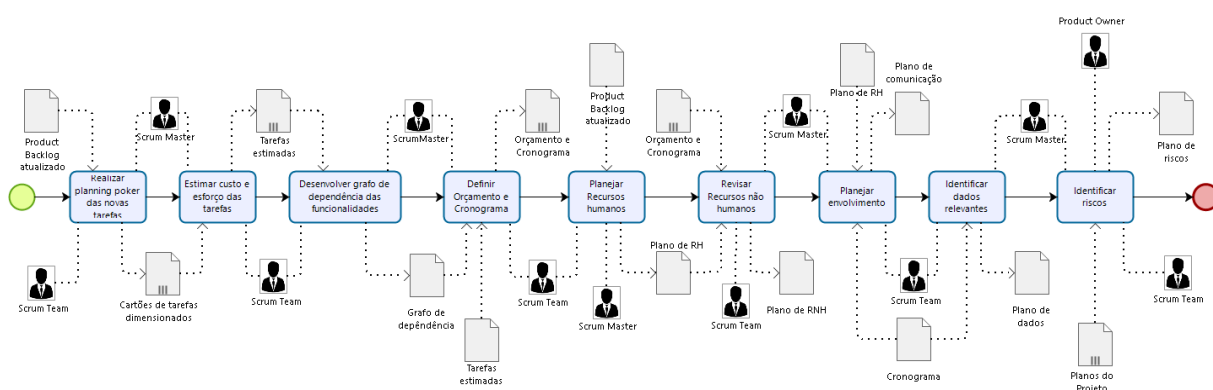 Product Owner
Plano de
comunicação
Plano de RH
Product
Backlog
atualizado
Scrum Master
Tarefas
estimadas
ScrumMaster
Orçamento e
Cronograma
Product
Backlog
atualizado
Orçamento e
Cronograma
Scrum Master
Scrum Master
Plano de
riscos
Realizar
planning poker
das novas
tarefas
Estimar custo e
esforço das
tarefas
Desenvolver grafo de
dependência das
funcionalidades
Definir
Orçamento e
Cronograma
Planejar
Recursos
humanos
Revisar
Recursos não
humanos
Planejar
envolvimento
Identificar
dados
relevantes
Identificar
riscos
Scrum Team
Cartões de tarefas
dimensionados
Scrum Team
Grafo de
depêndência
Tarefas
estimadas
Scrum Team
Scrum Master
Plano de RH
Scrum Team
Plano de RNH
Scrum Team
Cronograma
Plano de
dados
Planos do
Projeto
Scrum Team